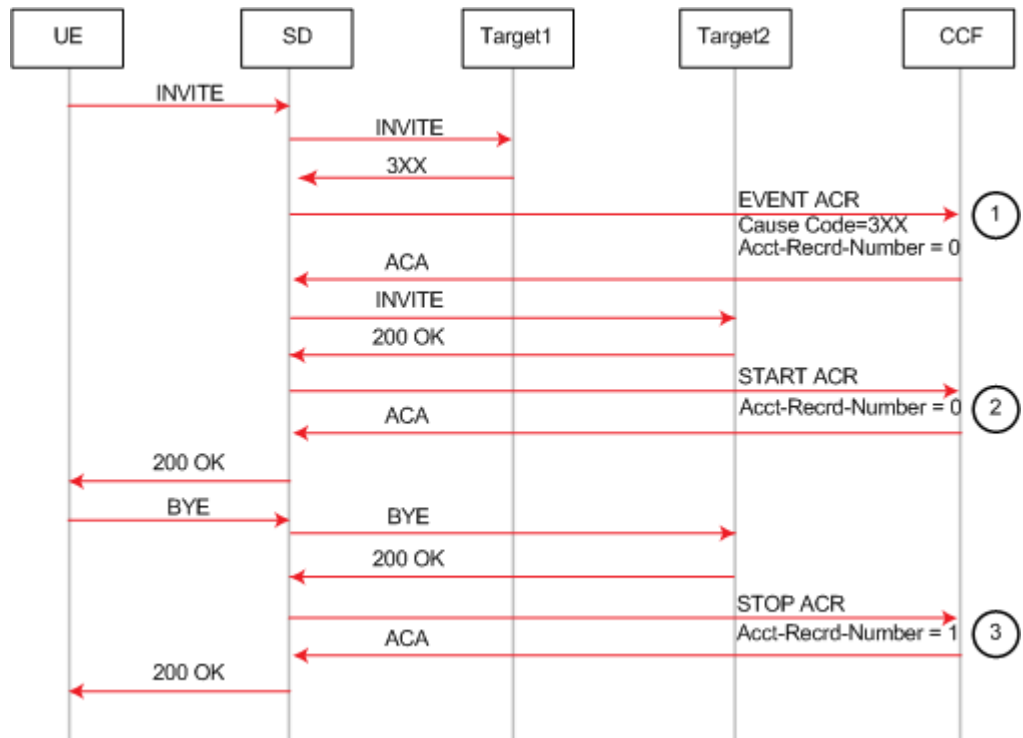 UE
SD
Target1
Target2
CCF
INVITE
INVITE
3XX
EVENT ACR
Cause Code=3XX
Acct-Recrd-Number = 0
1
ACA
INVITE
200 OK
START ACR
Acct-Recrd-Number = 0
2
ACA
200 OK
BYE
BYE
200 OK
STOP ACR
Acct-Recrd-Number = 1
3
ACA
200 OK